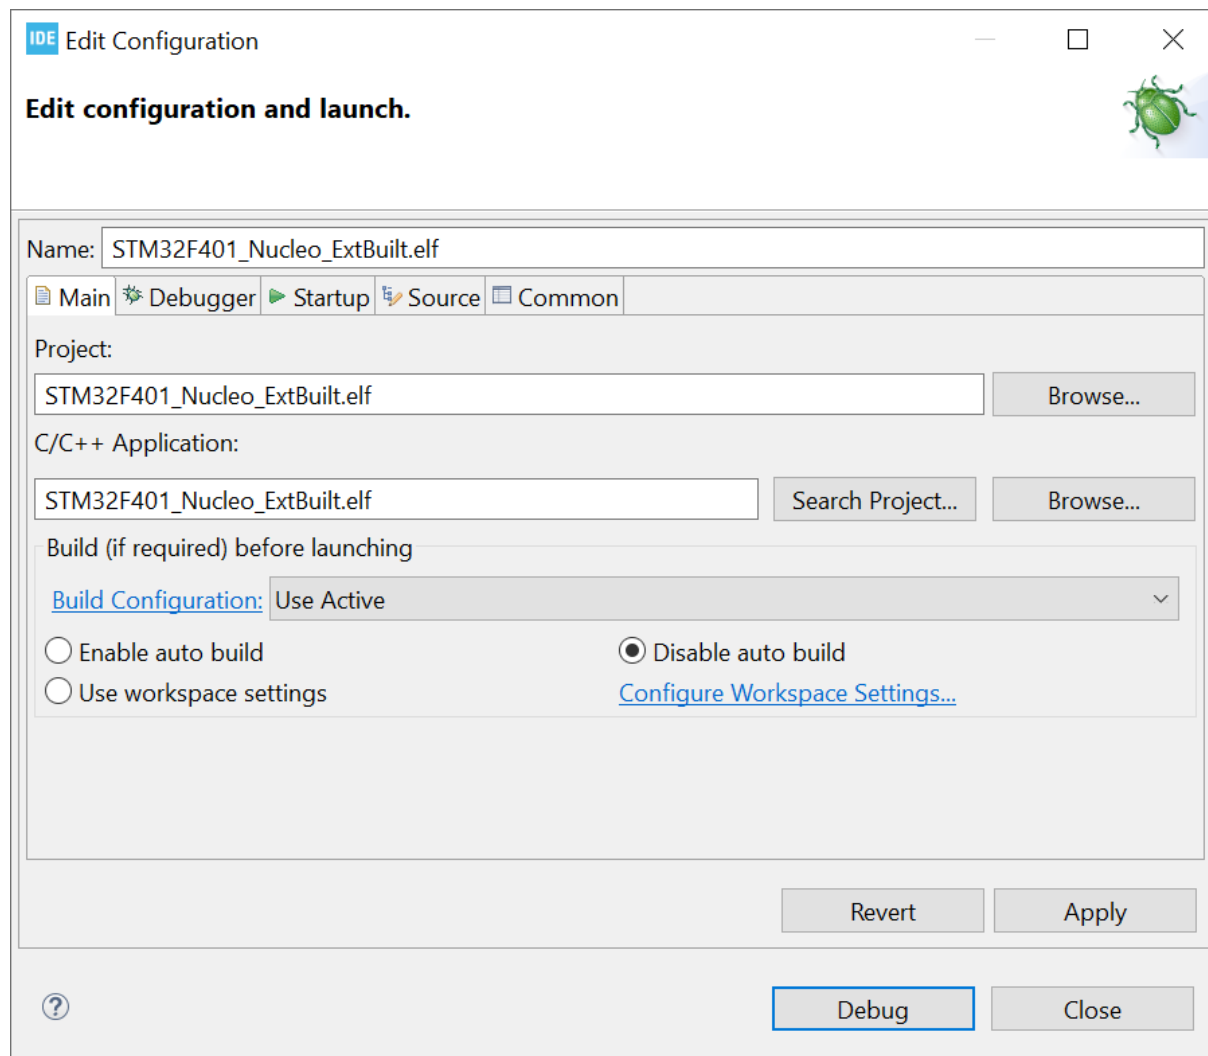 IDE Edit Configuration
Edit configuration and launch.
Name: STM32F401_Nucleo_ExtBuilt.elf
Main Debugger Startup Source Common
Project:
STM32F401_Nucleo_ExtBuilt.elf Browse...
C/C++ Application:
STM32F401_Nucleo_ExtBuilt.elf Search Project... Browse...
Build (if required) before launching
Build Configuration: Use Active
Enable auto build Disable auto build
Use workspace settings Configure Workspace Settings...
Revert Apply
? Debug Close